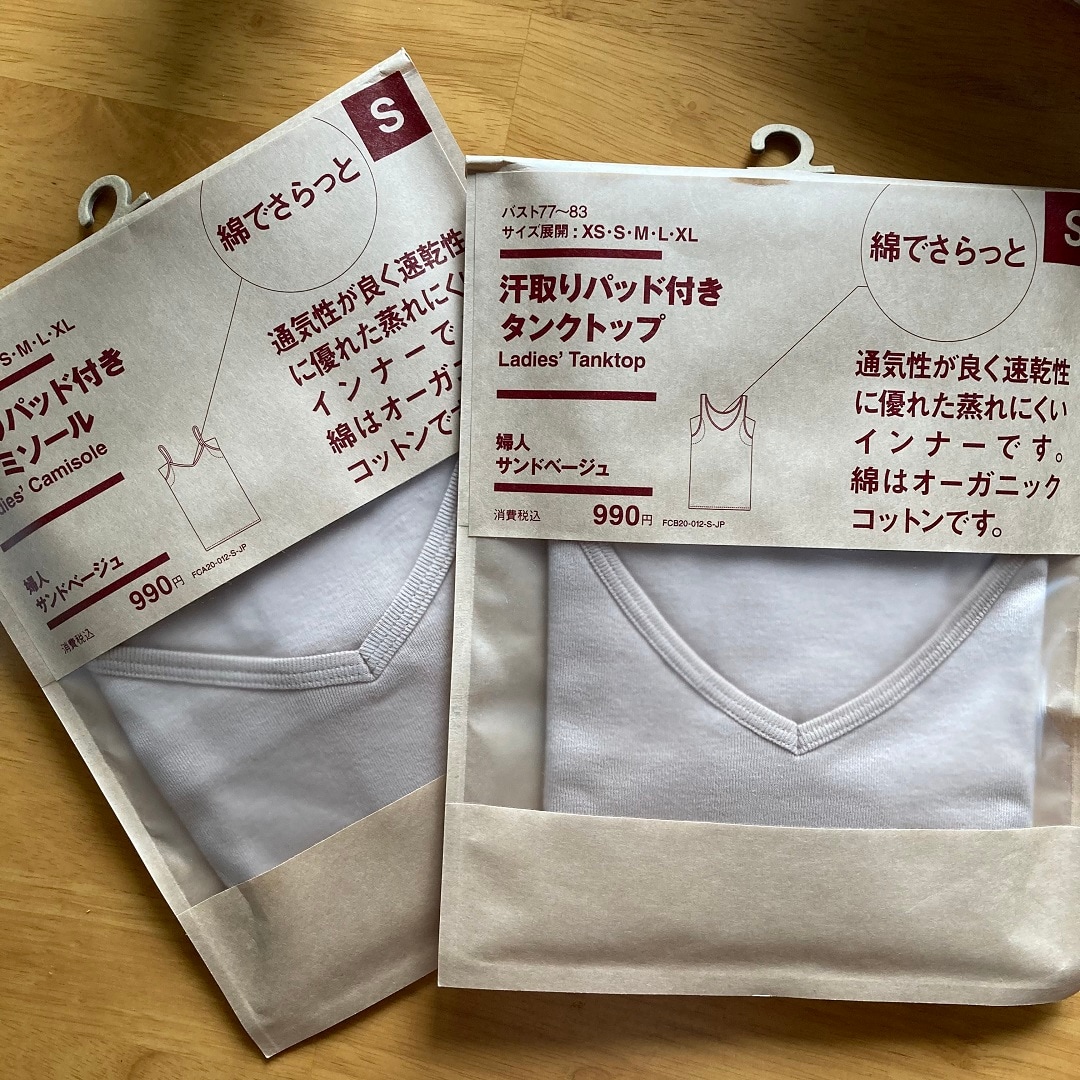 S
綿でさらっと
通気性が良く速乾性
に優れた蒸れにく
インナーで
綿はオーガ
コットンで
S・M・L・XL
パッド付き
ミソール
Camisole
婦人
サンドベージュ
消費税込
990円
FCA20-012-S-JP
バスト77〜83
サイズ展開：XS・S・M・L・XL
汗取りパッド付き
タンクトップ
Ladies' Tanktop
婦人
サンドベージュ
消費税込
990円
FCB20-012-S-JP
綿でさらっと
S
通気性が良く速乾性
に優れた蒸れにくい
インナーです。
綿はオーガニック
コットンです。